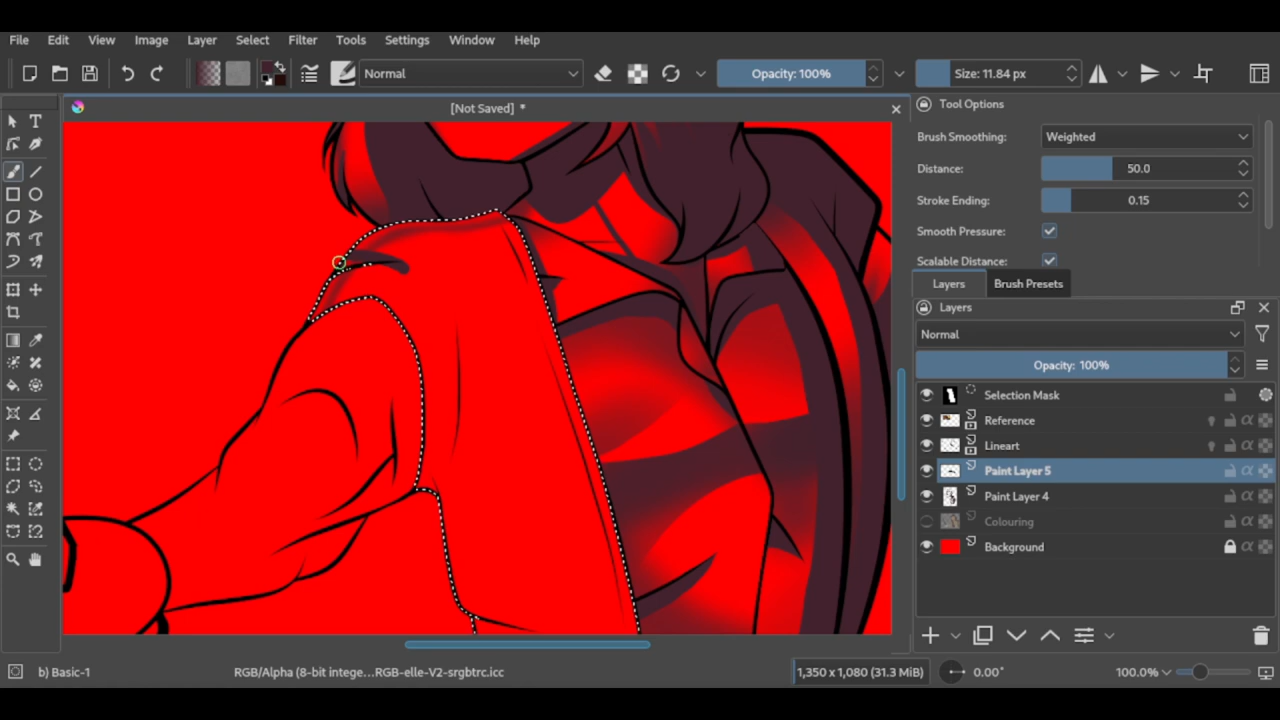 File Edit View Image Layer Select Filter Tools Settings Window Help
Normal Opacity: 100% Size: 11.84 px
[Not Saved] *
Tool Options
Brush Smoothing: Weighted
Distance: 50.0
Stroke Ending: 0.15
Smooth Pressure:
Scalable Distance:
Layers Brush Presets
Layers
Normal
Opacity: 100%
Selection Mask
Reference
Lineart
Paint Layer 5
Paint Layer 4
Colouring
Background
b) Basic-1 RGB/Alpha (8-bit intege...RGB-elle-V2-srgbtrc.icc 1,350 x 1,080 (31.3 MiB) 0.00° 100.0%